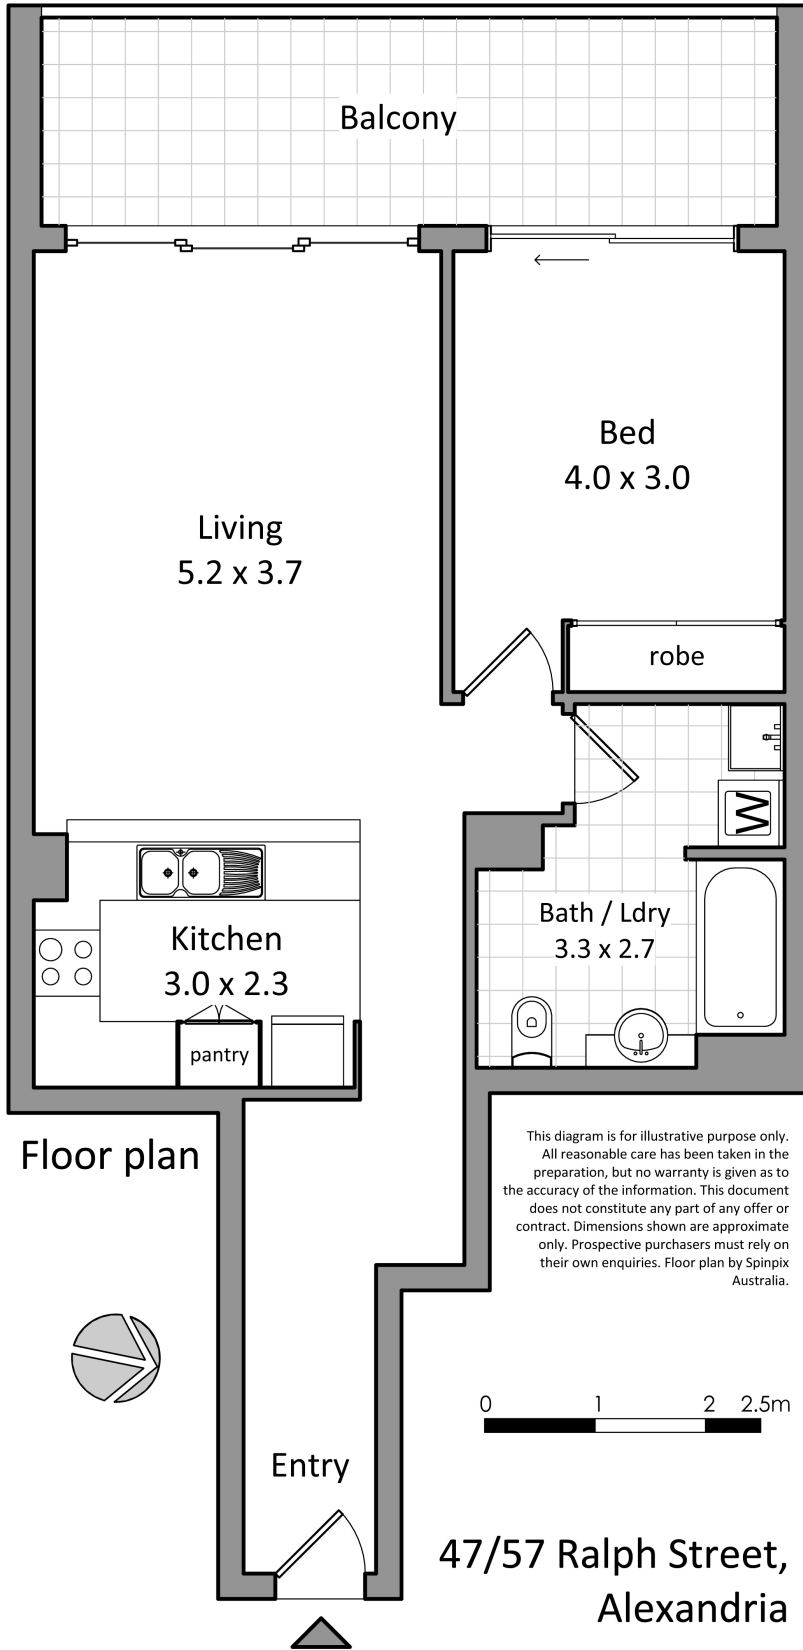 Balcony
Bed
4.0 x 3.0
Living
5.2 x 3.7
robe
W
Bath / Ldry
3.3 x 2.7
Kitchen
3.0 x 2.3
pantry
Floor plan
This diagram is for illustrative purpose only.
All reasonable care has been taken in the
preparation, but no warranty is given as to
the accuracy of the information. This document
does not constitute any part of any offer or
contract. Dimensions shown are approximate
only. Prospective purchasers must rely on
their own enquiries. Floor plan by Spinpix
Australia.
0 1 2 2.5m
Entry
47/57 Ralph Street,
Alexandria